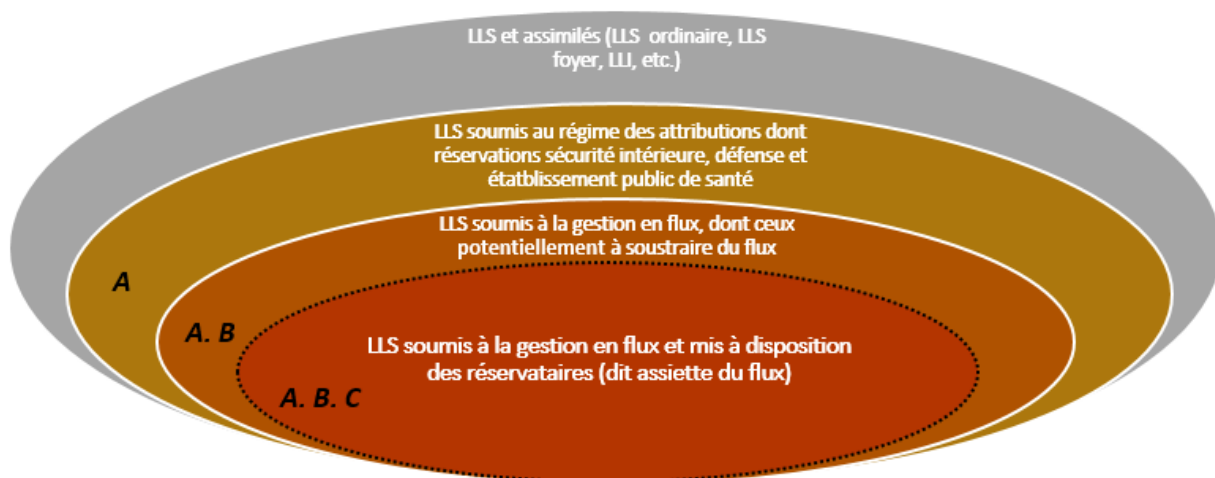 LLS et assimilés (LLS ordinaire, LLS
foyer, LLI, etc.)
LLS soumis au régime des attributions dont
réservations sécurité intérieure, défense et
étatblissement public de santé
LLS soumis à la gestion en flux, dont ceux
potentiellement à soustraire du flux
A
A. B
LLS soumis à la gestion en flux et mis à disposition
des réservataires (dit assiette du flux)
A. B. C